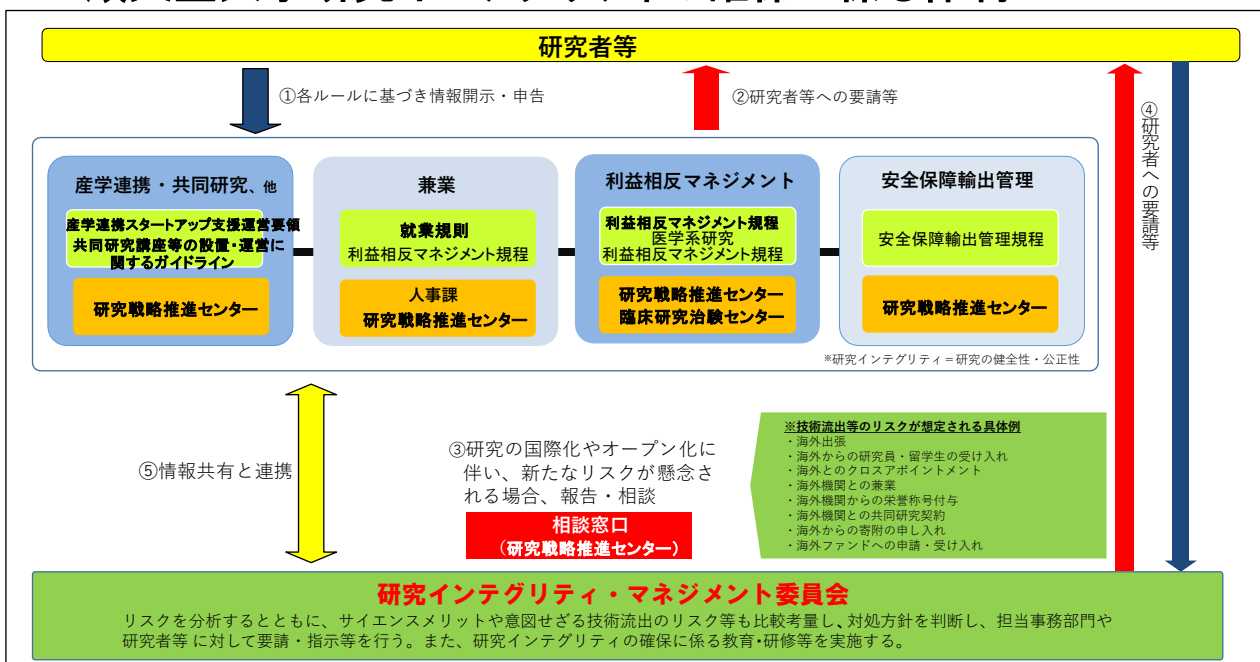 研究者等
①各ルールに基づき情報開示・申告
②研究者等への要請等
④研究者への要請等
産学連携・共同研究、他
産学連携スタートアップ支援運営要領
共同研究講座等の設置・運営に
関するガイドライン
研究戦略推進センター
兼業
就業規則
利益相反マネジメント規程
人事課
研究戦略推進センター
利益相反マネジメント
利益相反マネジメント規程
医学系研究
利益相反マネジメント規程
研究戦略推進センター
臨床研究治験センター
安全保障輸出管理
安全保障輸出管理規程
研究戦略推進センター
※研究インテグリティ＝研究の健全性・公正性
⑤情報共有と連携
③研究の国際化やオープン化に
伴い、新たなリスクが懸念さ
れる場合、報告・相談
相談窓口
（研究戦略推進センター）
※技術流出等のリスクが想定される具体例
・海外出張
・海外からの研究員・留学生の受け入れ
・海外とのクロスアポイントメント
・海外機関との兼業
・海外機関からの栄誉称号付与
・海外機関との共同研究契約
・海外からの寄附の申し入れ
・海外ファンドへの申請・受け入れ
研究インテグリティ・マネジメント委員会
リスクを分析するとともに、サイエンスメリットや意図せざる技術流出のリスク等も比較考量し、対処方針を判断し、担当事務部門や
研究者等 に対して要請・指示等を行う。また、研究インテグリティの確保に係る教育・研修等を実施する。